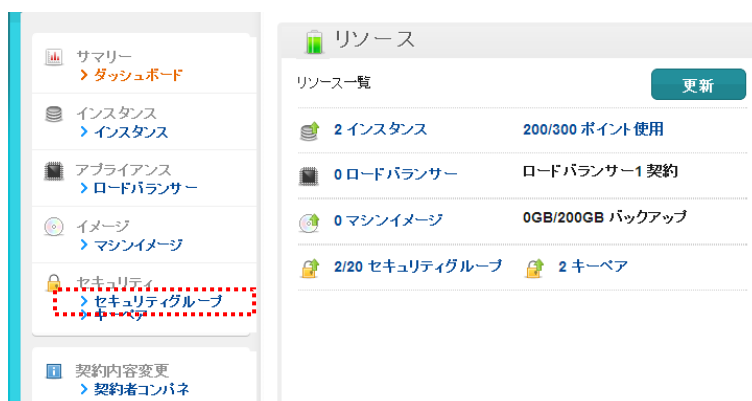 サマリー
ダッシュボード
インスタンス
インスタンス
アプライアンス
ロードバランサー
イメージ
マシンイメージ
セキュリティ
セキュリティグループ
キーペア
契約内容変更
契約者コンパネ
リソース
リソース一覧
更新
2 インスタンス 200/300 ポイント使用
0 ロードバランサー ロードバランサー1 契約
0 マシンイメージ 0GB/200GB バックアップ
2/20 セキュリティグループ 2 キーペア